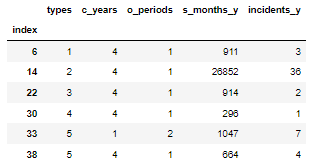 types c_years o_periods s_months_y incidents_y
index
6 1 4 1 911 3
14 2 4 1 26852 36
22 3 4 1 914 2
30 4 4 1 296 1
33 5 1 2 1047 7
38 5 4 1 664 4